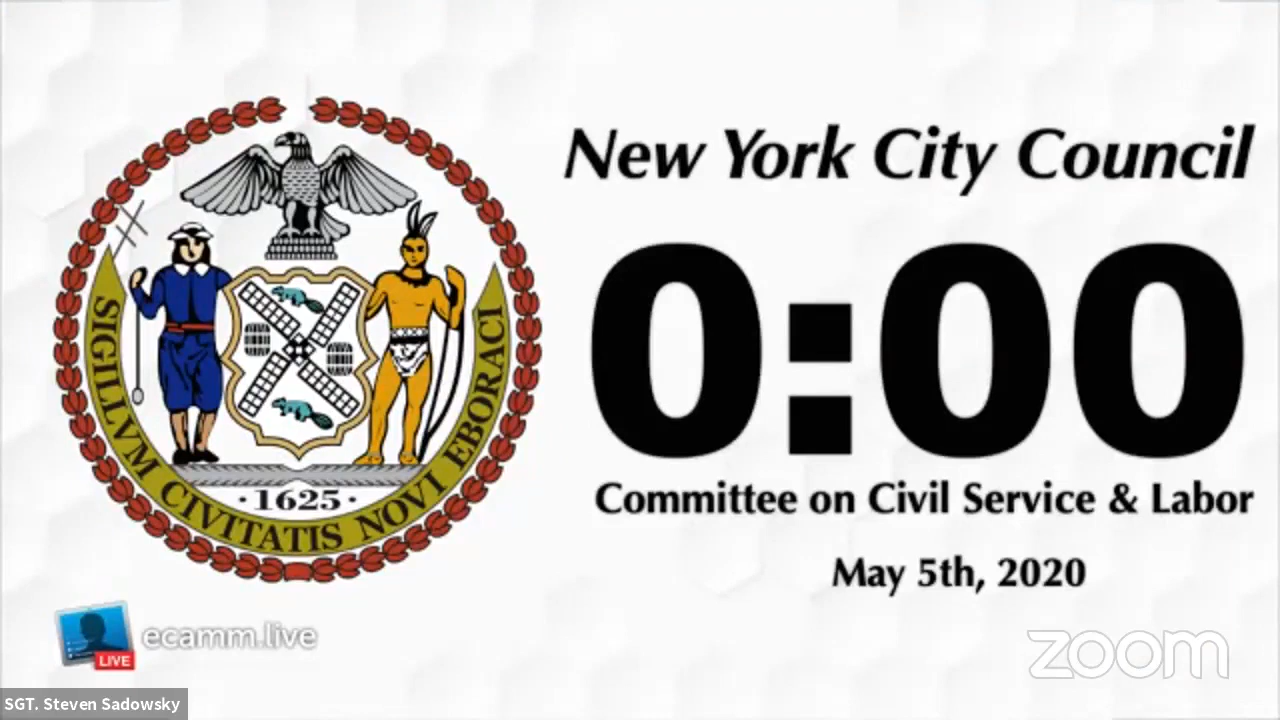 New York City Council
0:00
Committee on Civil Service & Labor
May 5th, 2020
SIGILLVM CIVITATIS NOVI EBORACI
· 1625 ·
ecamm.live
LIVE
zoom
SGT. Steven Sadowsky